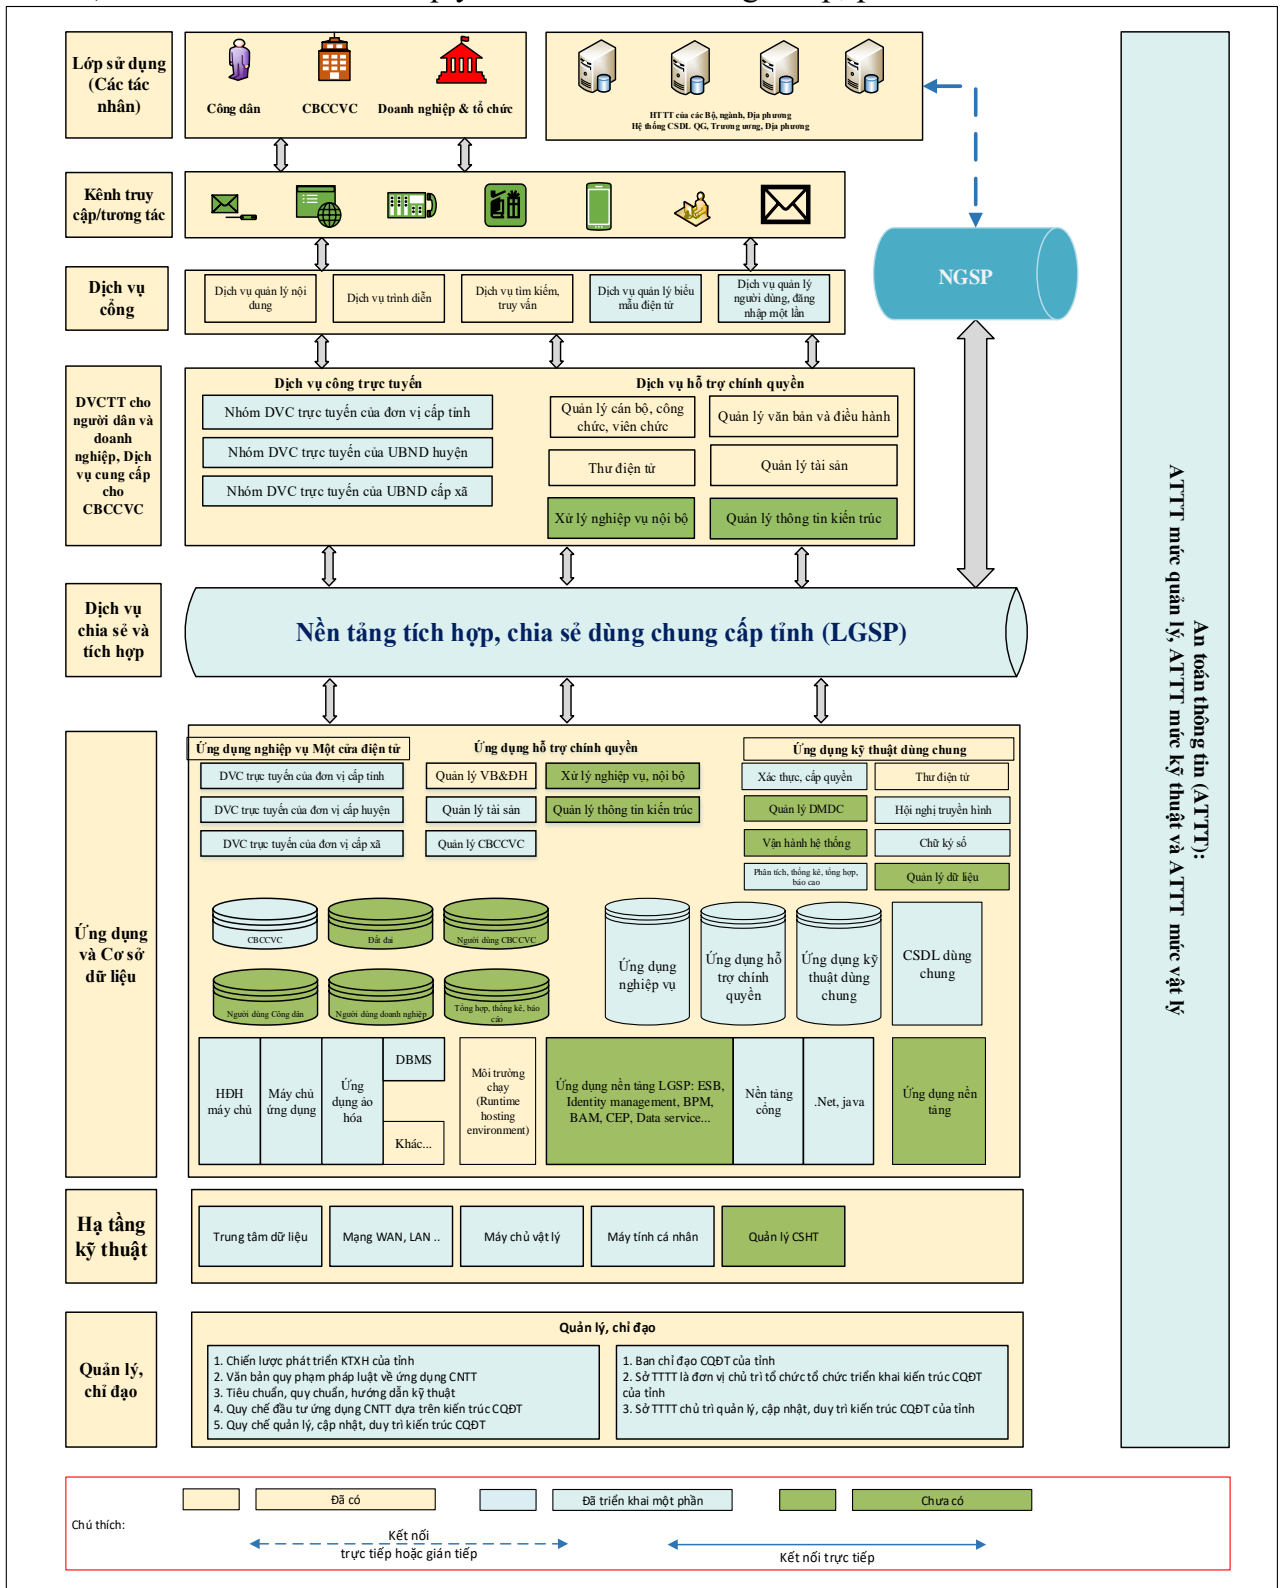 Lớp sử dụng
(Các tác
nhân)
Công dân
CBCCVC
Doanh nghiệp & tổ chức
HTTT của các Bộ, ngành, Địa phương
Hệ thống CSDL QG, Trương ương, Địa phương
Kênh truy
cập/tương tác
NGSP
Dịch vụ
cổng
Dịch vụ quản lý nội
dung
Dịch vụ trình diễn
Dịch vụ tìm kiếm,
truy vấn
Dịch vụ quản lý biểu
mẫu điện tử
Dịch vụ quản lý
người dùng, đăng
nhập một lần
DVCTT cho
người dân và
doanh
nghiệp, Dịch
vụ cung cấp
cho
CBCCVC
Dịch vụ công trực tuyến
Nhóm DVC trực tuyến của đơn vị cấp tỉnh
Nhóm DVC trực tuyến của UBND huyện
Nhóm DVC trực tuyến của UBND cấp xã
Dịch vụ hỗ trợ chính quyền
Quản lý cán bộ, công
chức, viên chức
Quản lý văn bản và điều hành
Thư điện tử
Quản lý tài sản
Xử lý nghiệp vụ nội bộ
Quản lý thông tin kiến trúc
Dịch vụ
chia sẻ và
tích hợp
Nền tảng tích hợp, chia sẻ dùng chung cấp tỉnh (LGSP)
Ứng dụng
và Cơ sở
dữ liệu
Ứng dụng nghiệp vụ Một cửa điện tử
DVC trực tuyến của đơn vị cấp tỉnh
DVC trực tuyến của đơn vị cấp huyện
DVC trực tuyến của đơn vị cấp xã
Ứng dụng hỗ trợ chính quyền
Quản lý VB&ĐH
Xử lý nghiệp vụ, nội bộ
Quản lý tài sản
Quản lý thông tin kiến trúc
Quản lý CBCCVC
Ứng dụng kỹ thuật dùng chung
Xác thực, cấp quyền
Thư điện tử
Quản lý DMDC
Hội nghị truyền hình
Vận hành hệ thống
Chữ ký số
Phân tích, thống kê, tổng hợp,
báo cao
Quản lý dữ liệu
CBCCVC
Đất đai
Người dùng CBCCVC
Người dùng Công dân
Người dùng doanh nghiệp
Tổng hợp, thống kê, báo
cáo
Ứng dụng
nghiệp vụ
Ứng dụng hỗ
trợ chính
quyền
Ứng dụng kỹ
thuật dùng
chung
CSDL dùng
chung
HĐH
máy chủ
Máy chủ
ứng dụng
Ứng
dụng ảo
hóa
DBMS
Khác...
Môi trường
chạy
(Runtime
hosting
environment)
Ứng dụng nền tảng LGSP: ESB,
Identity management, BPM,
BAM, CEP, Data service...
Nền tảng
cổng
.Net, java
Ứng dụng nền
tảng
Hạ tầng
kỹ thuật
Trung tâm dữ liệu
Mạng WAN, LAN ..
Máy chủ vật lý
Máy tính cá nhân
Quản lý CSHT
Quản lý,
chỉ đạo
Quản lý, chỉ đạo
1. Chiến lược phát triển KTXH của tỉnh
2. Văn bản quy phạm pháp luật về ứng dụng CNTT
3. Tiêu chuẩn, quy chuẩn, hướng dẫn kỹ thuật
4. Quy chế đầu tư ứng dụng CNTT dựa trên kiến trúc CQĐT
5. Quy chế quản lý, cập nhật, duy trì kiến trúc CQĐT
1. Ban chỉ đạo CQĐT của tỉnh
2. Sở TTTT là đơn vị chủ trì tổ chức tổ chức triển khai kiến trúc CQĐT
của tỉnh
3. Sở TTTT chủ trì quản lý, cập nhật, duy trì kiến trúc CQĐT của tỉnh
An toán thông tin (ATTT):
ATTT mức quản lý, ATTT mức kỹ thuật và ATTT mức vật lý
Chú thích:
Đã có
Đã triển khai một phần
Chưa có
Kết nối
trực tiếp hoặc gián tiếp
Kết nối trực tiếp